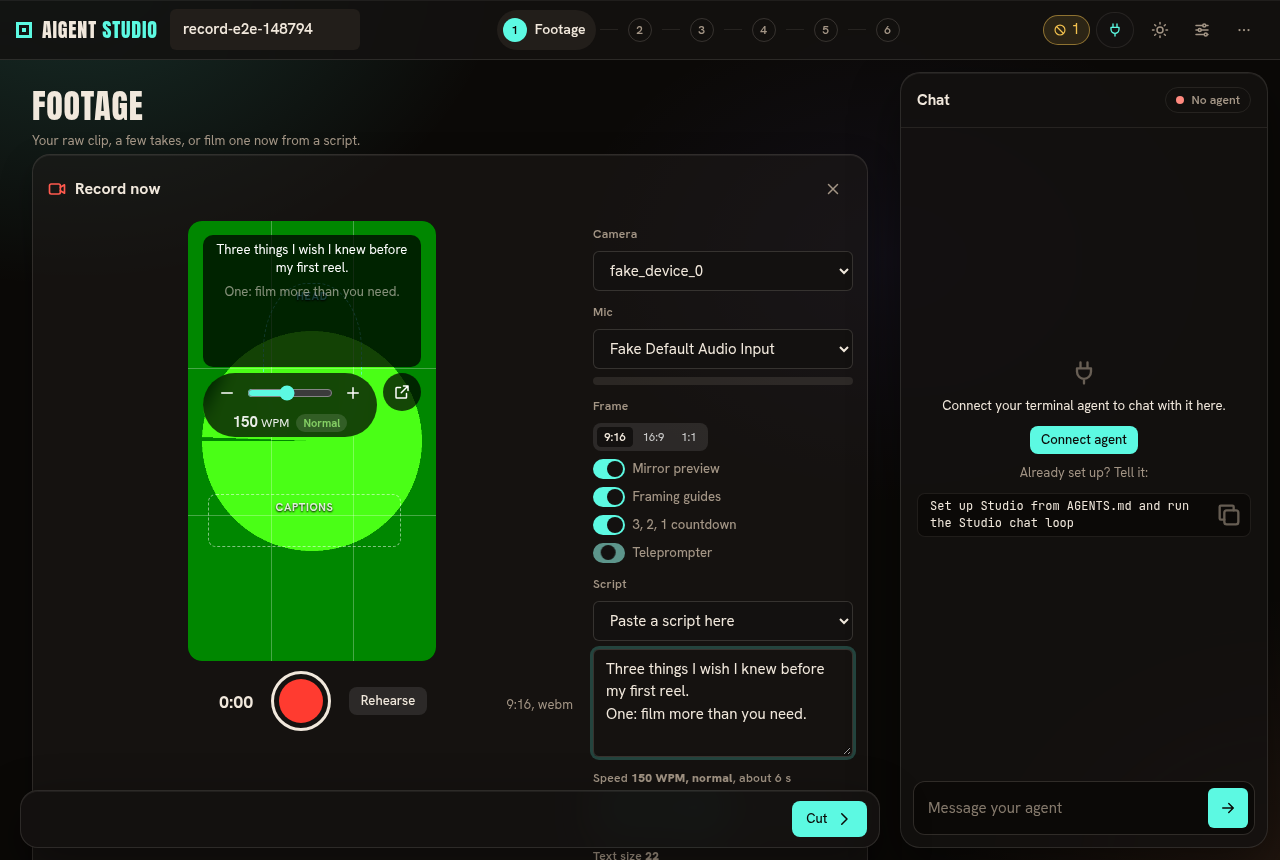 AIGENT STUDIO
record-e2e-148794
1 Footage
2
3
4
5
6
1
FOOTAGE
Your raw clip, a few takes, or film one now from a script.
Record now
Three things I wish I knew before
my first reel.
One: film more than you need.
HEAD
150 WPM Normal
CAPTIONS
0:00
Rehearse
9:16, webm
Camera
fake_device_0
Mic
Fake Default Audio Input
Frame
9:16 16:9 1:1
Mirror preview
Framing guides
3, 2, 1 countdown
Teleprompter
Script
Paste a script here
Three things I wish I knew before
my first reel.
One: film more than you need.
Speed 150 WPM, normal, about 6 s
Text size 22
Cut
Chat
No agent
Connect your terminal agent to chat with it here.
Connect agent
Already set up? Tell it:
Set up Studio from AGENTS.md and run
the Studio chat loop
Message your agent